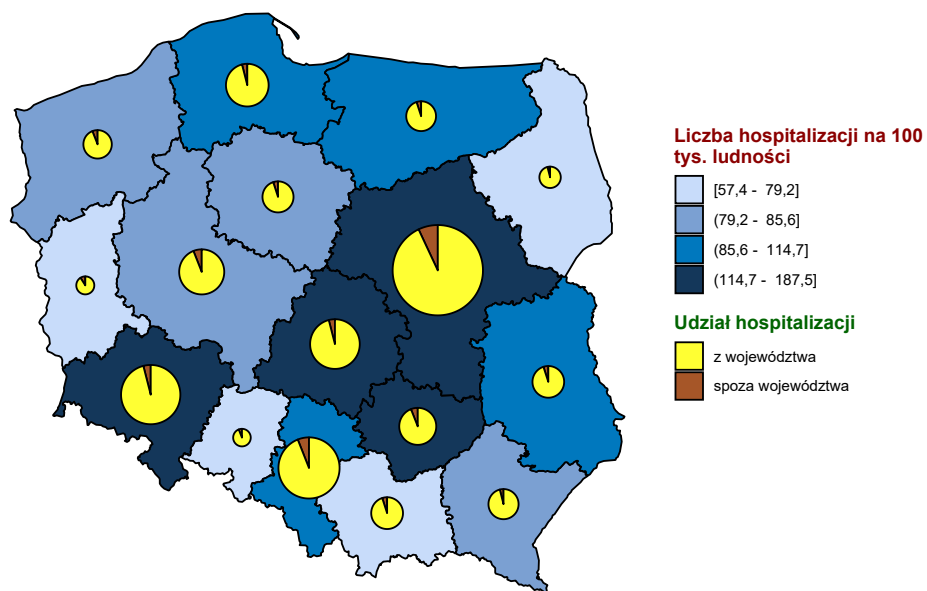 Liczba hospitalizacji na 100
tys. ludności
[57,4 - 79,2]
(79,2 - 85,6]
(85,6 - 114,7]
(114,7 - 187,5]
Udział hospitalizacji
z województwa
spoza województwa